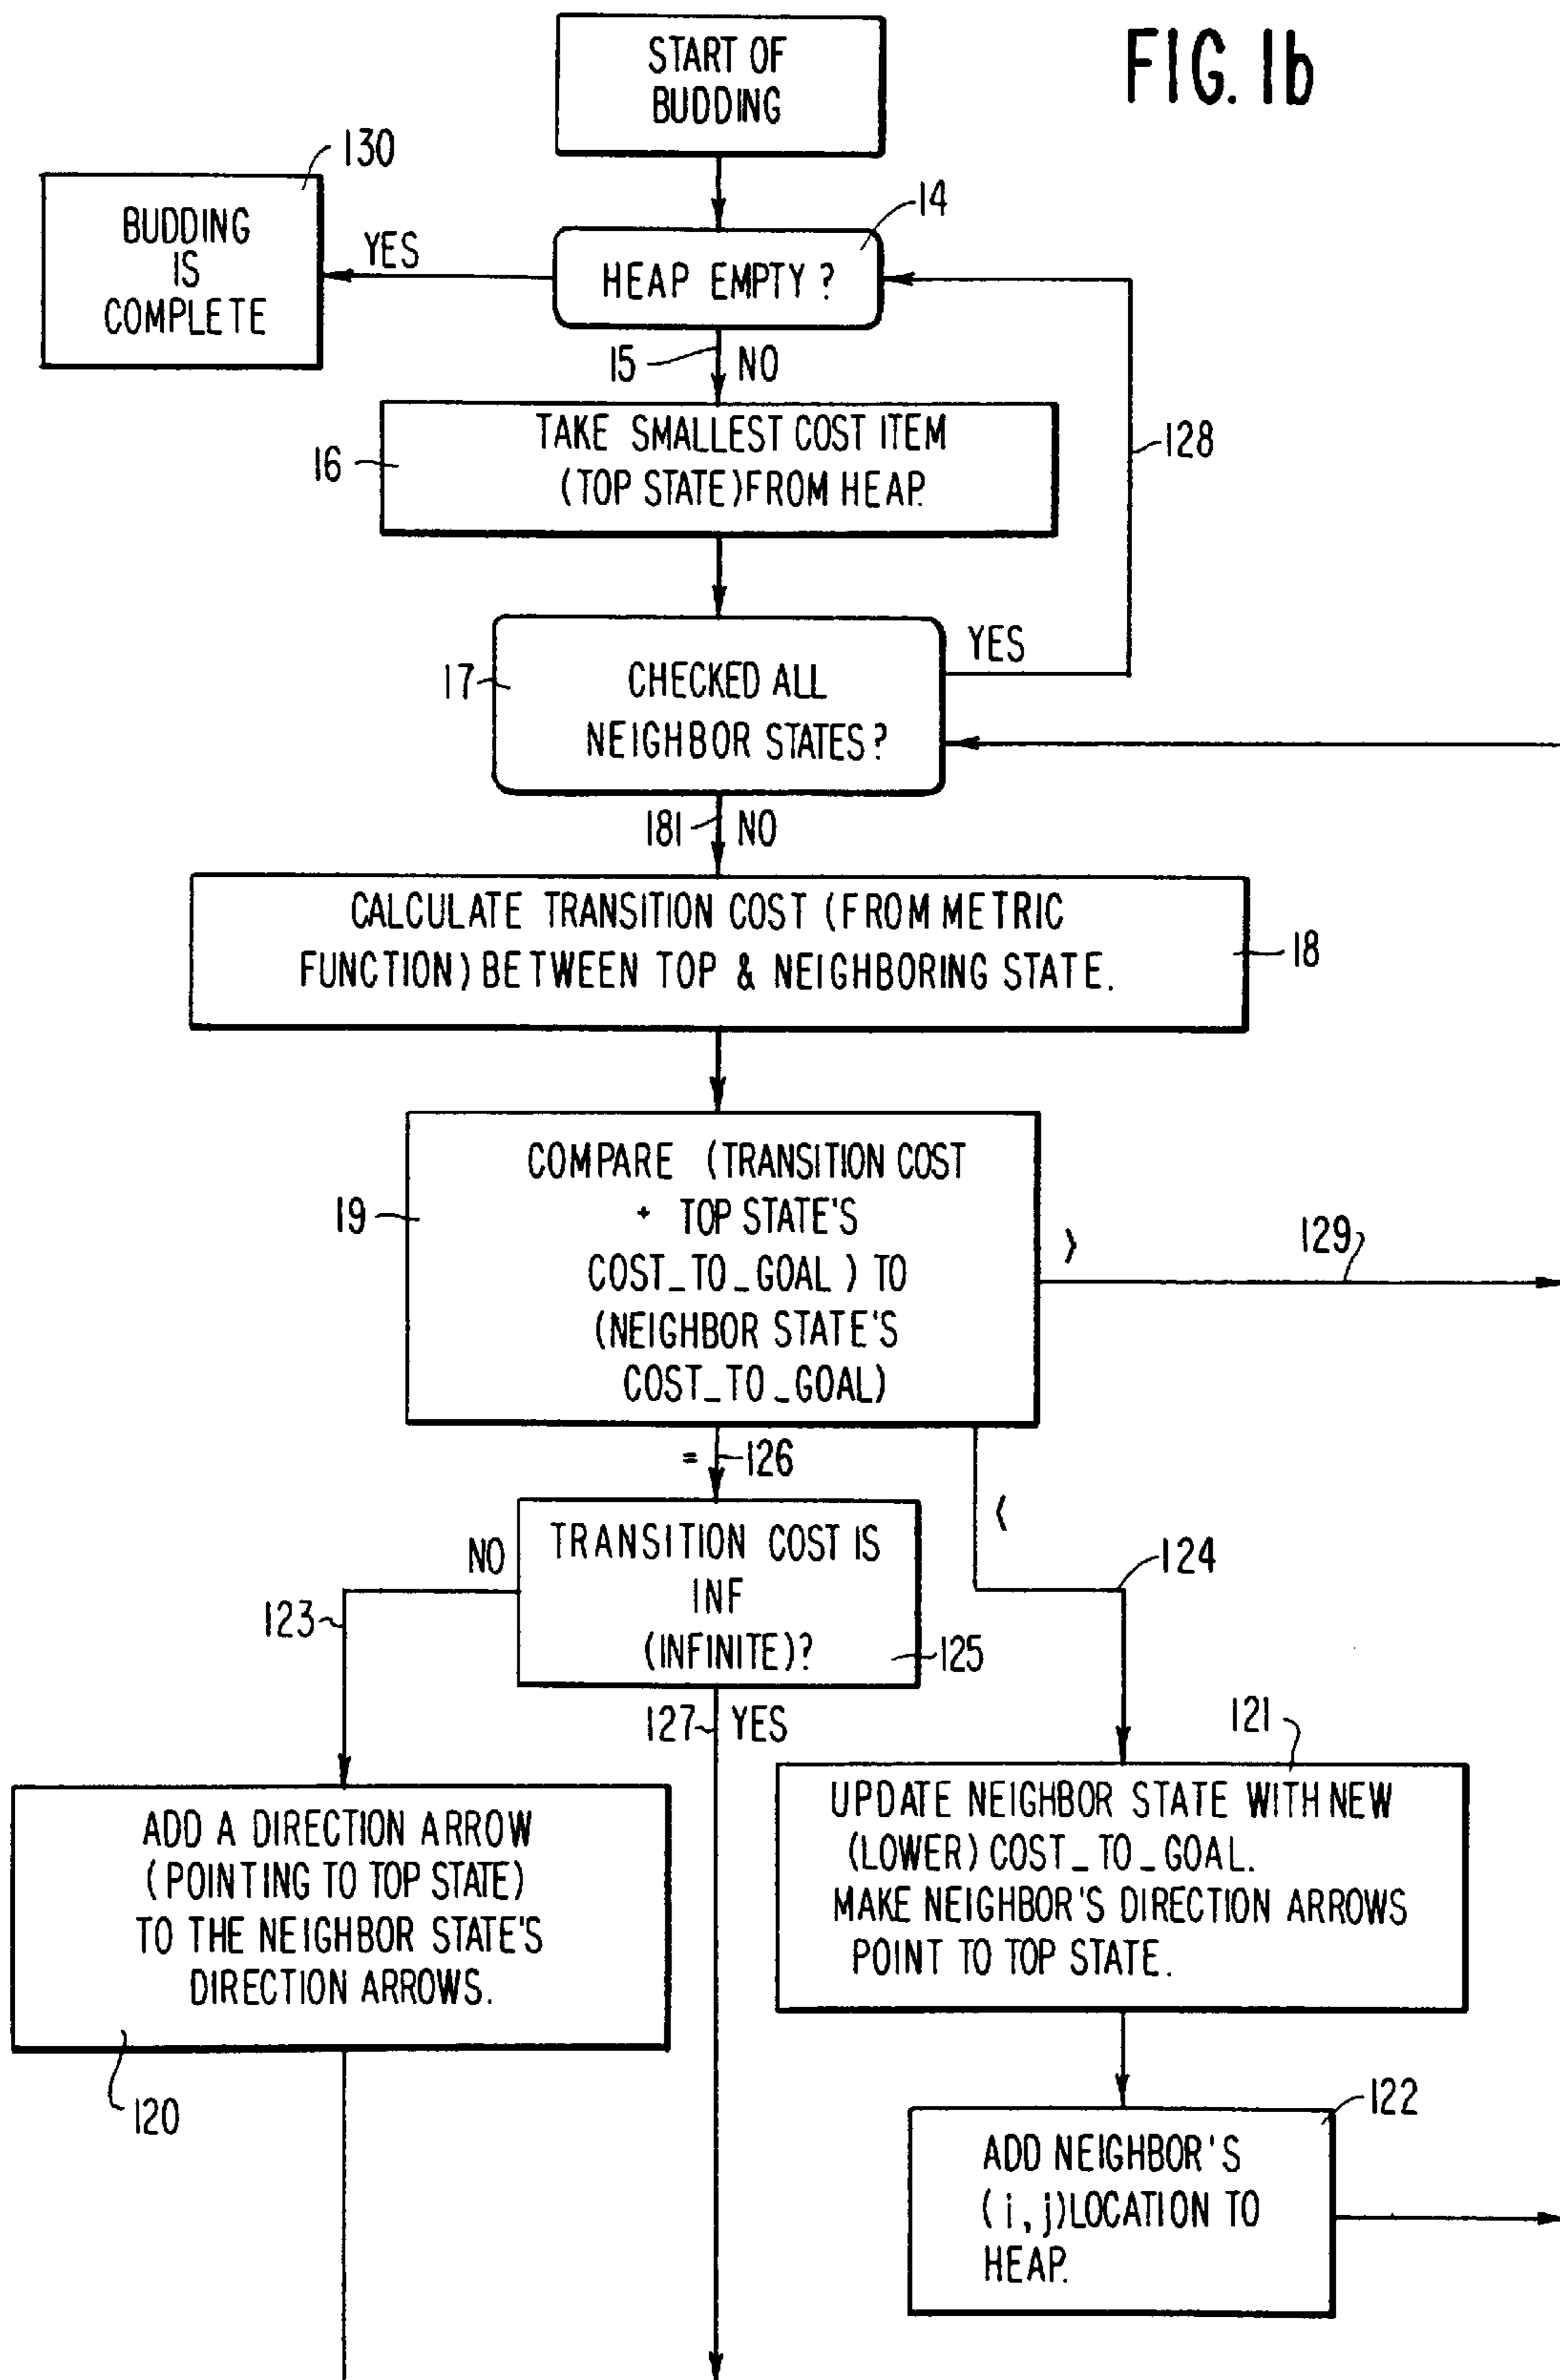 FIG. 1b
START OF
BUDDING
130
BUDDING
IS
COMPLETE
YES
14
HEAP EMPTY?
15
NO
16
TAKE SMALLEST COST ITEM
(TOP STATE) FROM HEAP.
128
17
CHECKED ALL
NEIGHBOR STATES?
YES
181
NO
CALCULATE TRANSITION COST (FROM METRIC
FUNCTION) BETWEEN TOP & NEIGHBORING STATE.
18
19
COMPARE (TRANSITION COST
+ TOP STATE'S
COST_TO_GOAL) TO
(NEIGHBOR STATE'S
COST_TO_GOAL)
>
129
=
126
<
124
NO
TRANSITION COST IS
INF
(INFINITE)?
125
123
127
YES
121
ADD A DIRECTION ARROW
(POINTING TO TOP STATE)
TO THE NEIGHBOR STATE'S
DIRECTION ARROWS.
120
UPDATE NEIGHBOR STATE WITH NEW
(LOWER) COST_TO_GOAL.
MAKE NEIGHBOR'S DIRECTION ARROWS
POINT TO TOP STATE.
122
ADD NEIGHBOR'S
(i, j) LOCATION TO
HEAP.